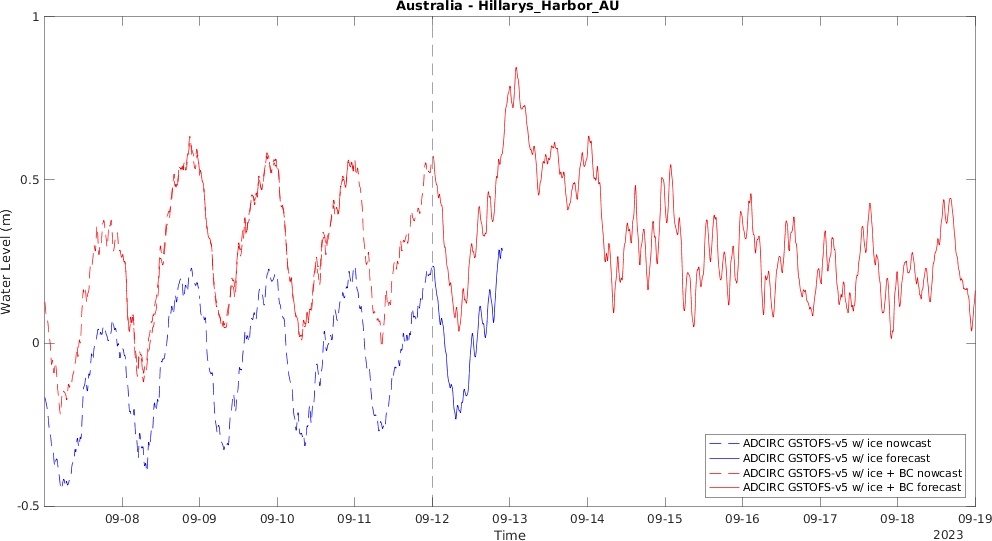 Australia - Hillarys_Harbor_AU
Water Level (m)
1
0.5
0
-0.5
ADCIRC GSTOFS-v5 w/ ice nowcast
ADCIRC GSTOFS-v5 w/ ice forecast
ADCIRC GSTOFS-v5 w/ ice + BC nowcast
ADCIRC GSTOFS-v5 w/ ice + BC forecast
09-08 09-09 09-10 09-11 09-12 09-13 09-14 09-15 09-16 09-17 09-18 09-19
Time
2023